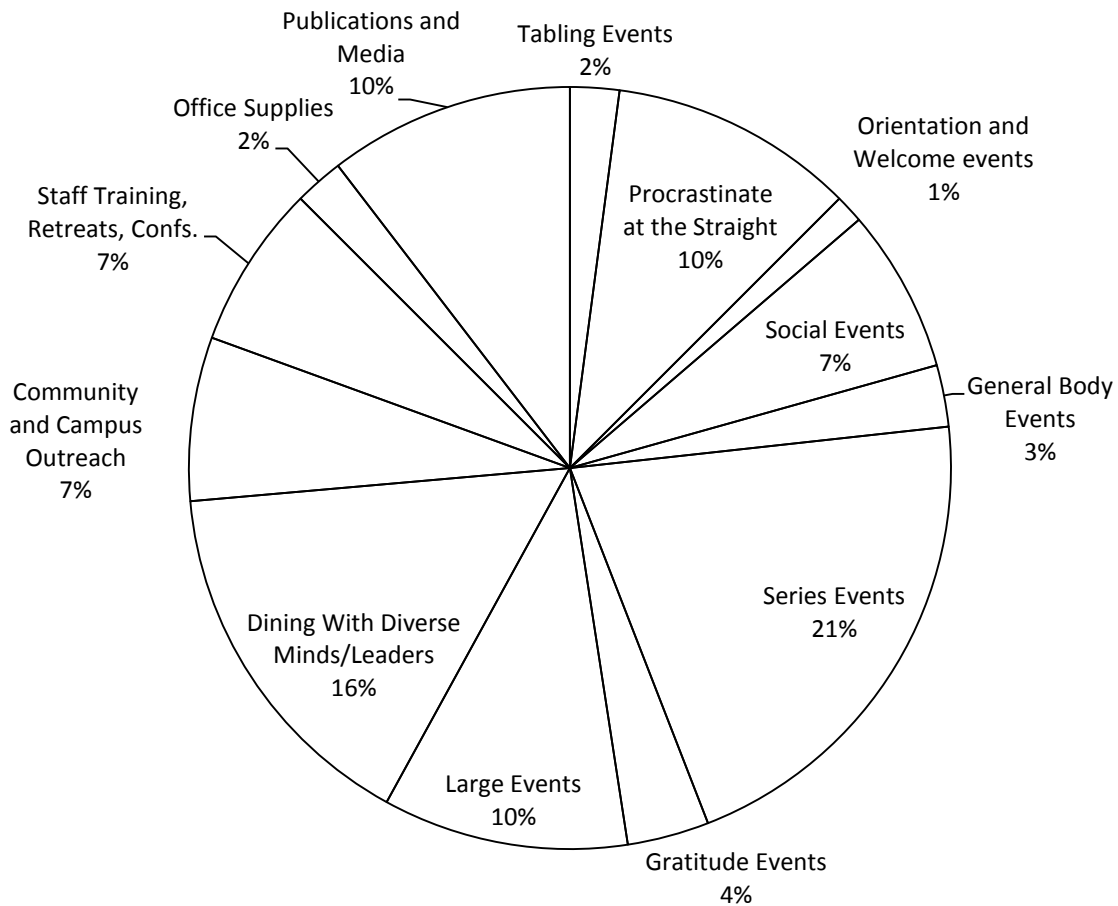 Tabling Events
2%
Procrastinate
at the Straight
10%
Orientation and
Welcome events
1%
Social Events
7%
General Body
Events
3%
Series Events
21%
Gratitude Events
4%
Large Events
10%
Dining With Diverse
Minds/Leaders
16%
Community
and Campus
Outreach
7%
Staff Training,
Retreats, Confs.
7%
Office Supplies
2%
Publications and
Media
10%